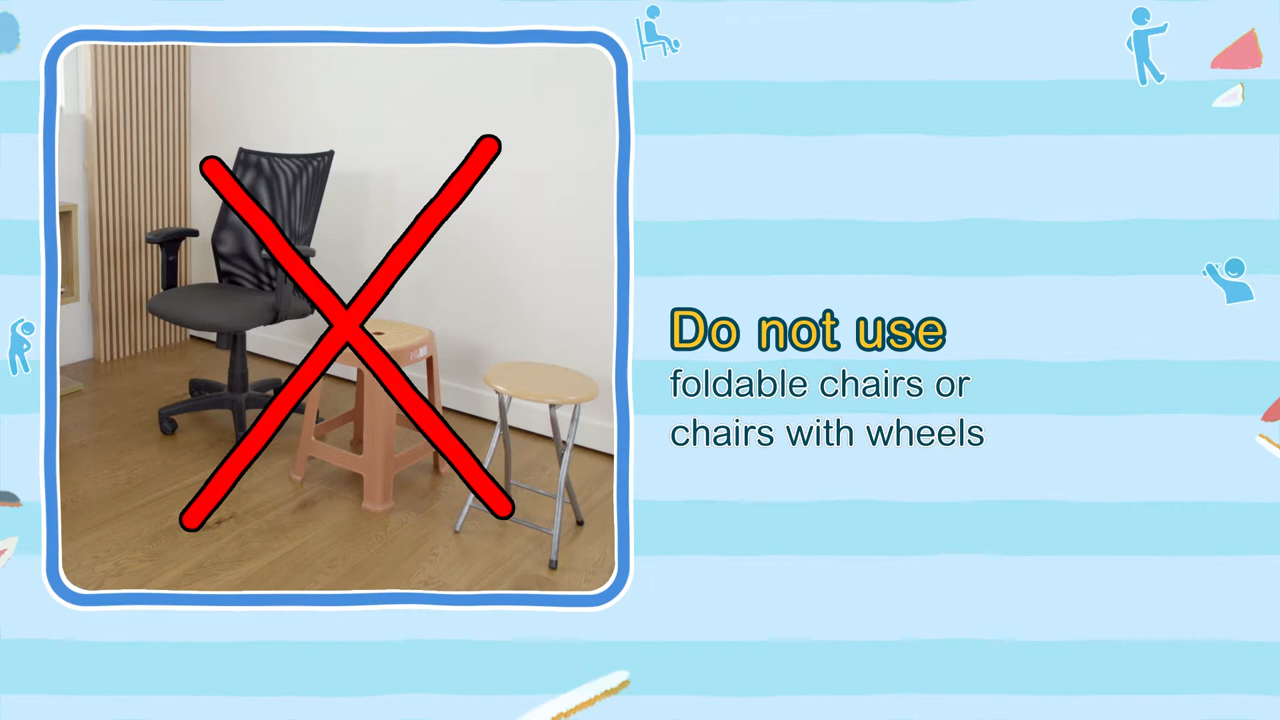 Do not use
foldable chairs or
chairs with wheels